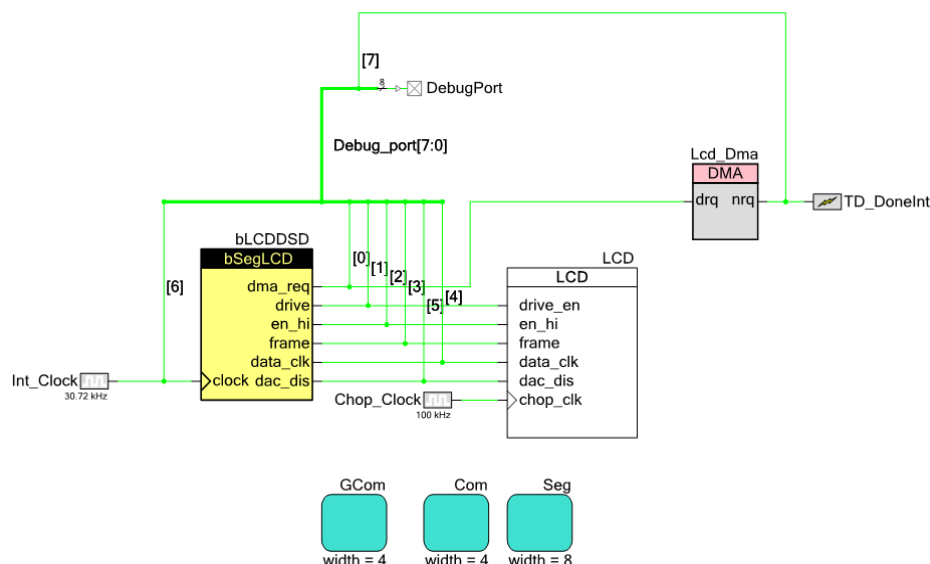 [7]
8
DebugPort
Debug_port[7:0]
Lcd_Dma
DMA
drq nrq
TD_DoneInt
bLCDDSD
bSegLCD
[0]
[1]
[2]
[3]
[5]
[4]
[6]
dma_req
drive
en_hi
frame
data_clk
clock dac_dis
Int_Clock
30.72 kHz
LCD
LCD
drive_en
en_hi
frame
data_clk
dac_dis
chop_clk
Chop_Clock
100 kHz
GCom
width = 4
Com
width = 4
Seg
width = 8